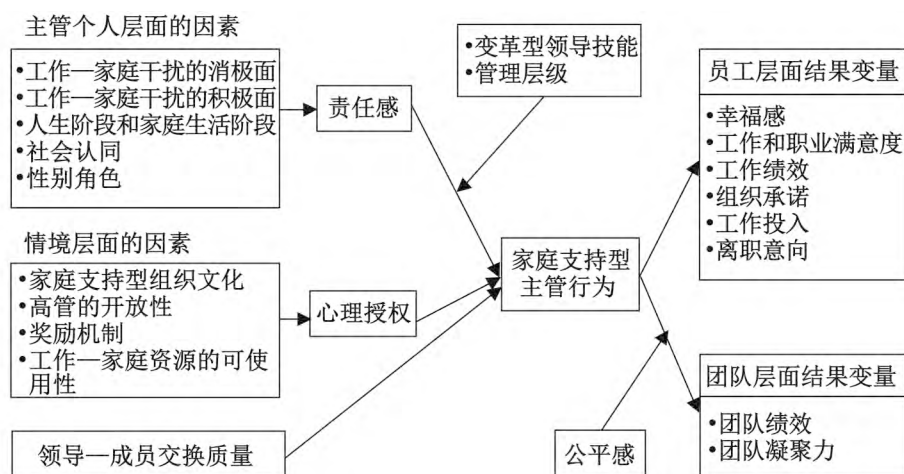 主管个人层面的因素
•工作—家庭干扰的消极面
•工作—家庭干扰的积极面
•人生阶段和家庭生活阶段
•社会认同
•性别角色
责任感
•变革型领导技能
•管理层级
员工层面结果变量
•幸福感
•工作和职业满意度
•工作绩效
•组织承诺
•工作投入
•离职意向
情境层面的因素
•家庭支持型组织文化
•高管的开放性
•奖励机制
•工作—家庭资源的可使
用性
心理授权
家庭支持型
主管行为
领导—成员交换质量
公平感
团队层面结果变量
•团队绩效
•团队凝聚力